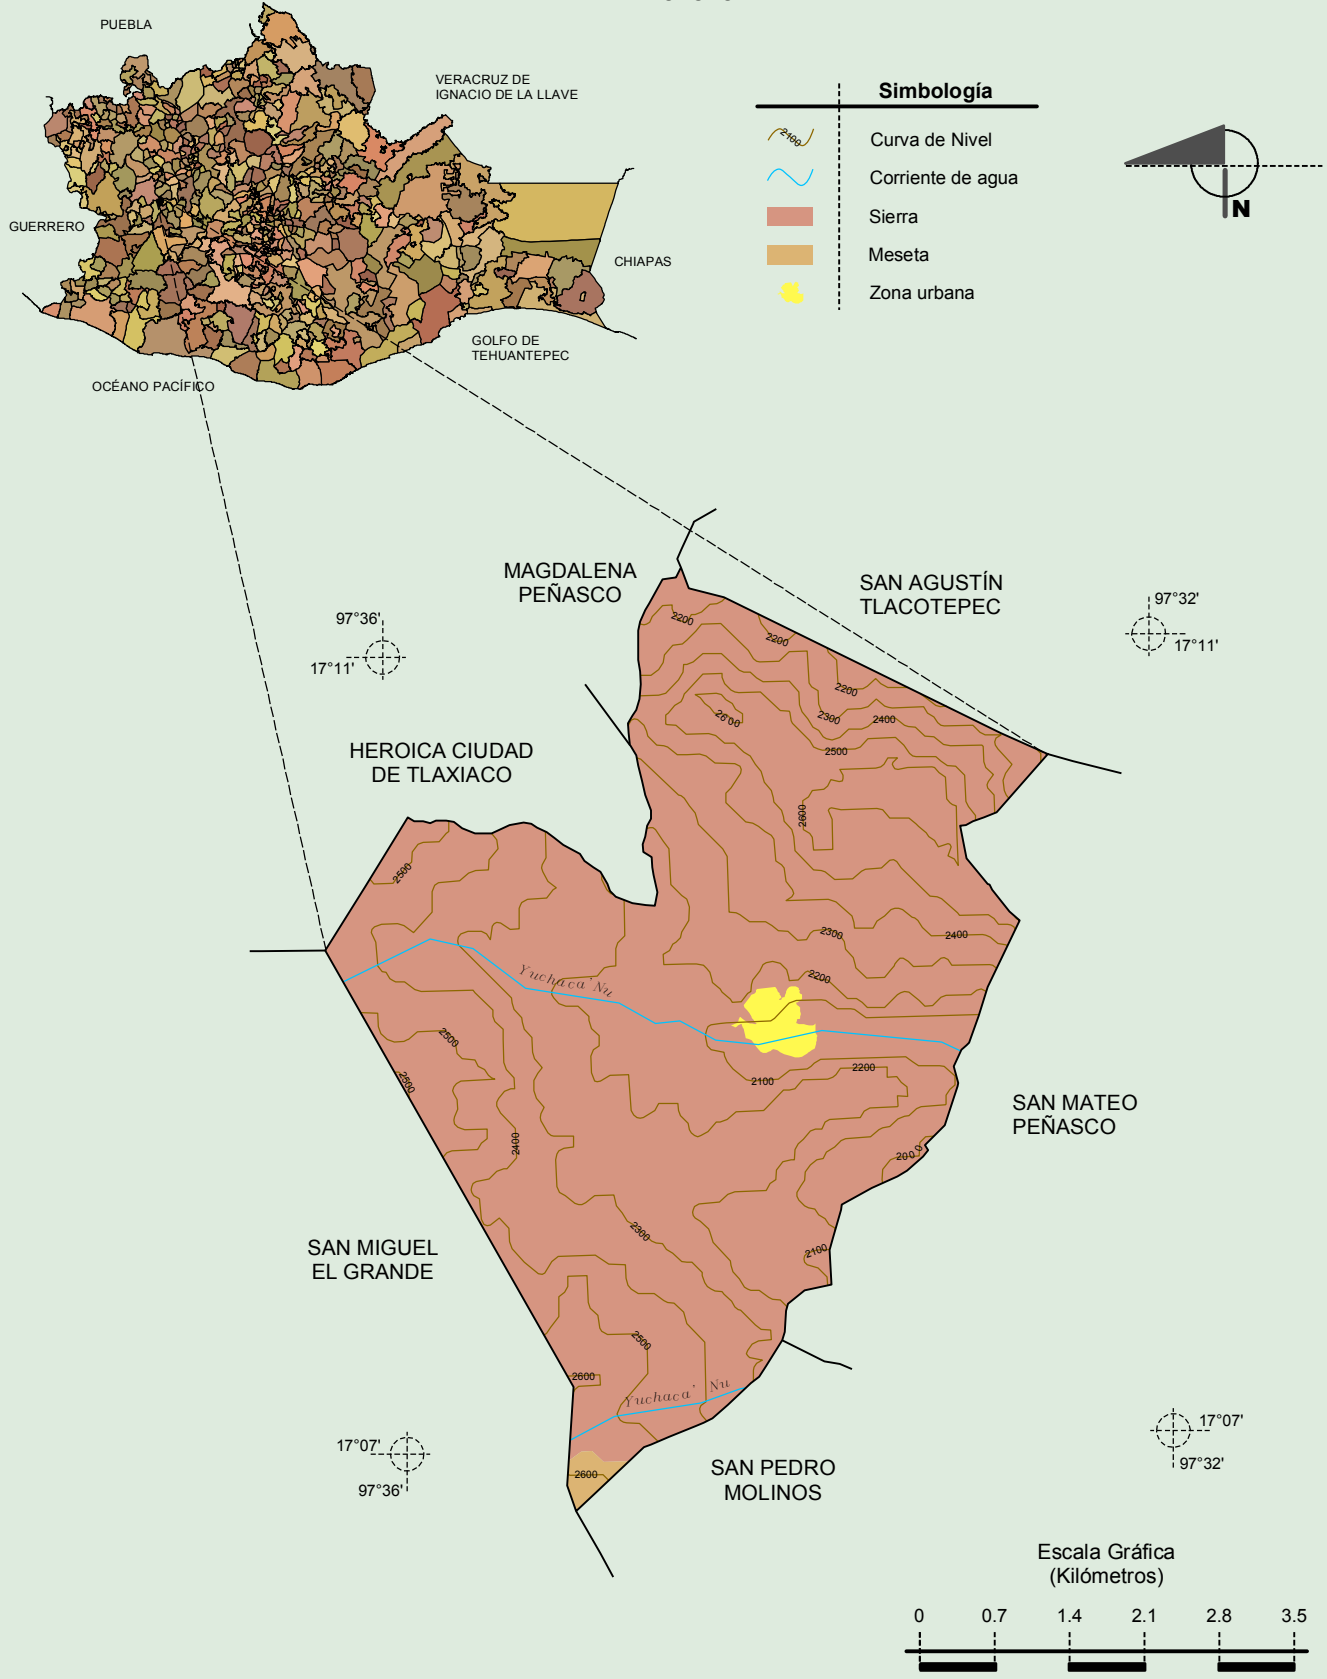 PUEBLA
VERACRUZ DE
IGNACIO DE LA LLAVE
GUERRERO
CHIAPAS
GOLFO DE
TEHUANTEPEC
OCÉANO PACÍFICO
Simbología
2100
Curva de Nivel
Corriente de agua
Sierra
Meseta
Zona urbana
N
MAGDALENA
PEÑASCO
SAN AGUSTÍN
TLACOTEPEC
97°36'
17°11'
97°32'
17°11'
HEROICA CIUDAD
DE TLAXIACO
2200
2200
2200
2600
2300
2400
2500
2600
2500
2300
2400
2200
Yuchaca' Nu
2500
2500
2100
2200
2400
2000
SAN MATEO
PEÑASCO
SAN MIGUEL
EL GRANDE
2300
2100
2500
2600
Yuchaca' Nu
2600
17°07'
97°36'
17°07'
97°32'
SAN PEDRO
MOLINOS
Escala Gráfica
(Kilómetros)
0 0.7 1.4 2.1 2.8 3.5